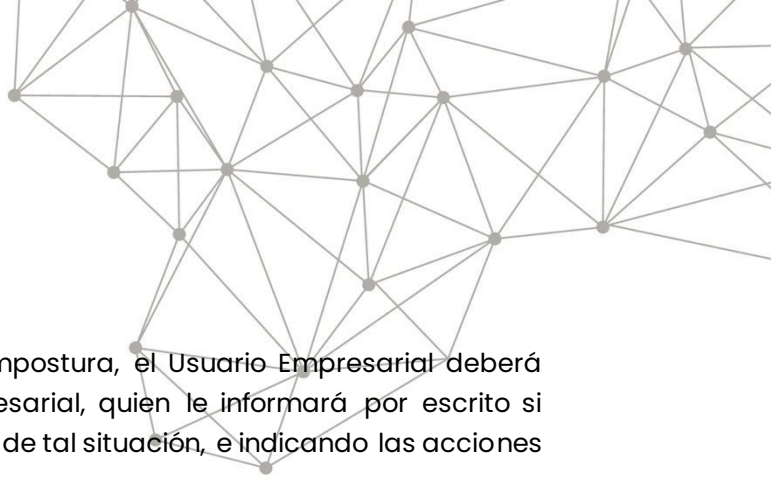 mpostura, el Usuario Empresarial deberá
esarial, quien le informará por escrito si
de tal situación, e indicando las acciones